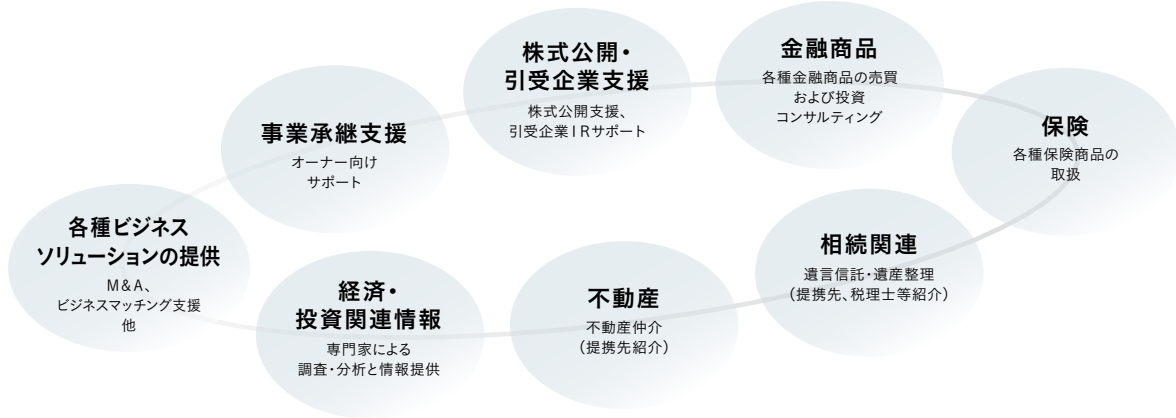 株式公開・
引受企業支援
株式公開支援、
引受企業IRサポート
金融商品
各種金融商品の売買
および投資
コンサルティング
事業承継支援
オーナー向け
サポート
保険
各種保険商品の
取扱
各種ビジネス
ソリューションの提供
M&A、
ビジネスマッチング支援
他
経済・
投資関連情報
専門家による
調査・分析と情報提供
不動産
不動産仲介
（提携先紹介）
相続関連
遺言信託・遺産整理
（提携先、税理士等紹介）